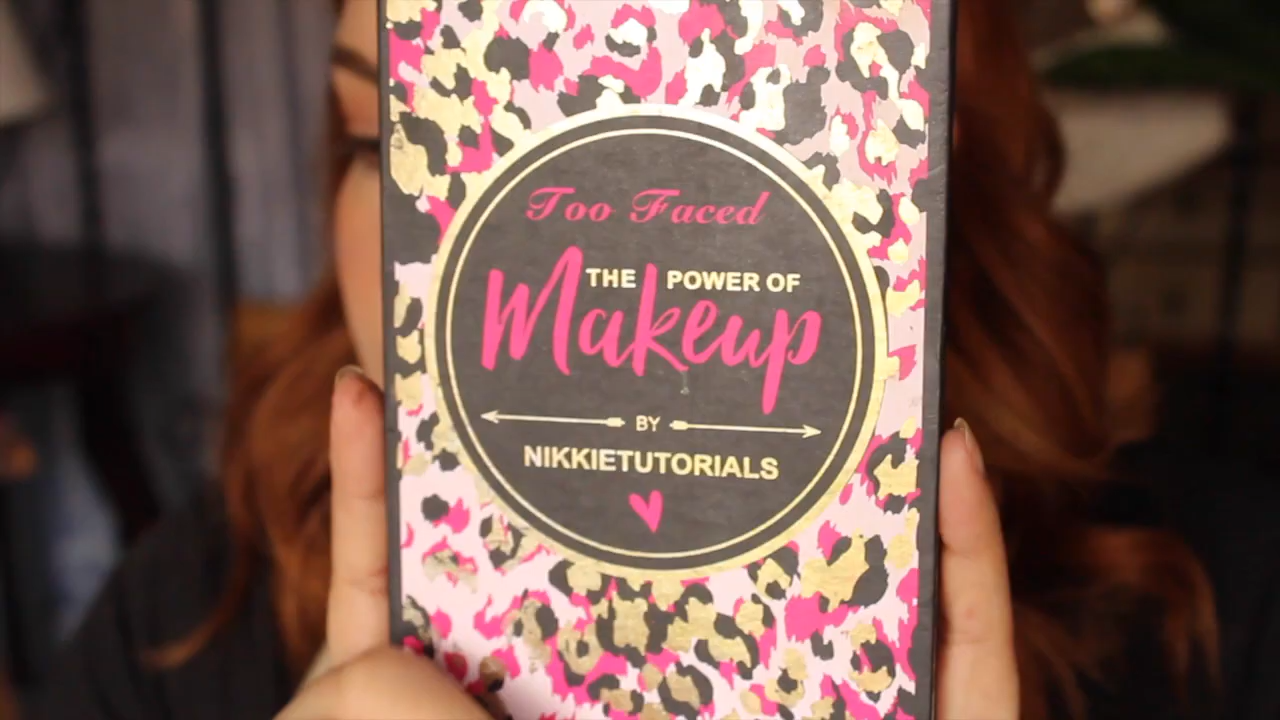 Too Faced
THE POWER OF
Makeup
BY
NIKKIETUTORIALS